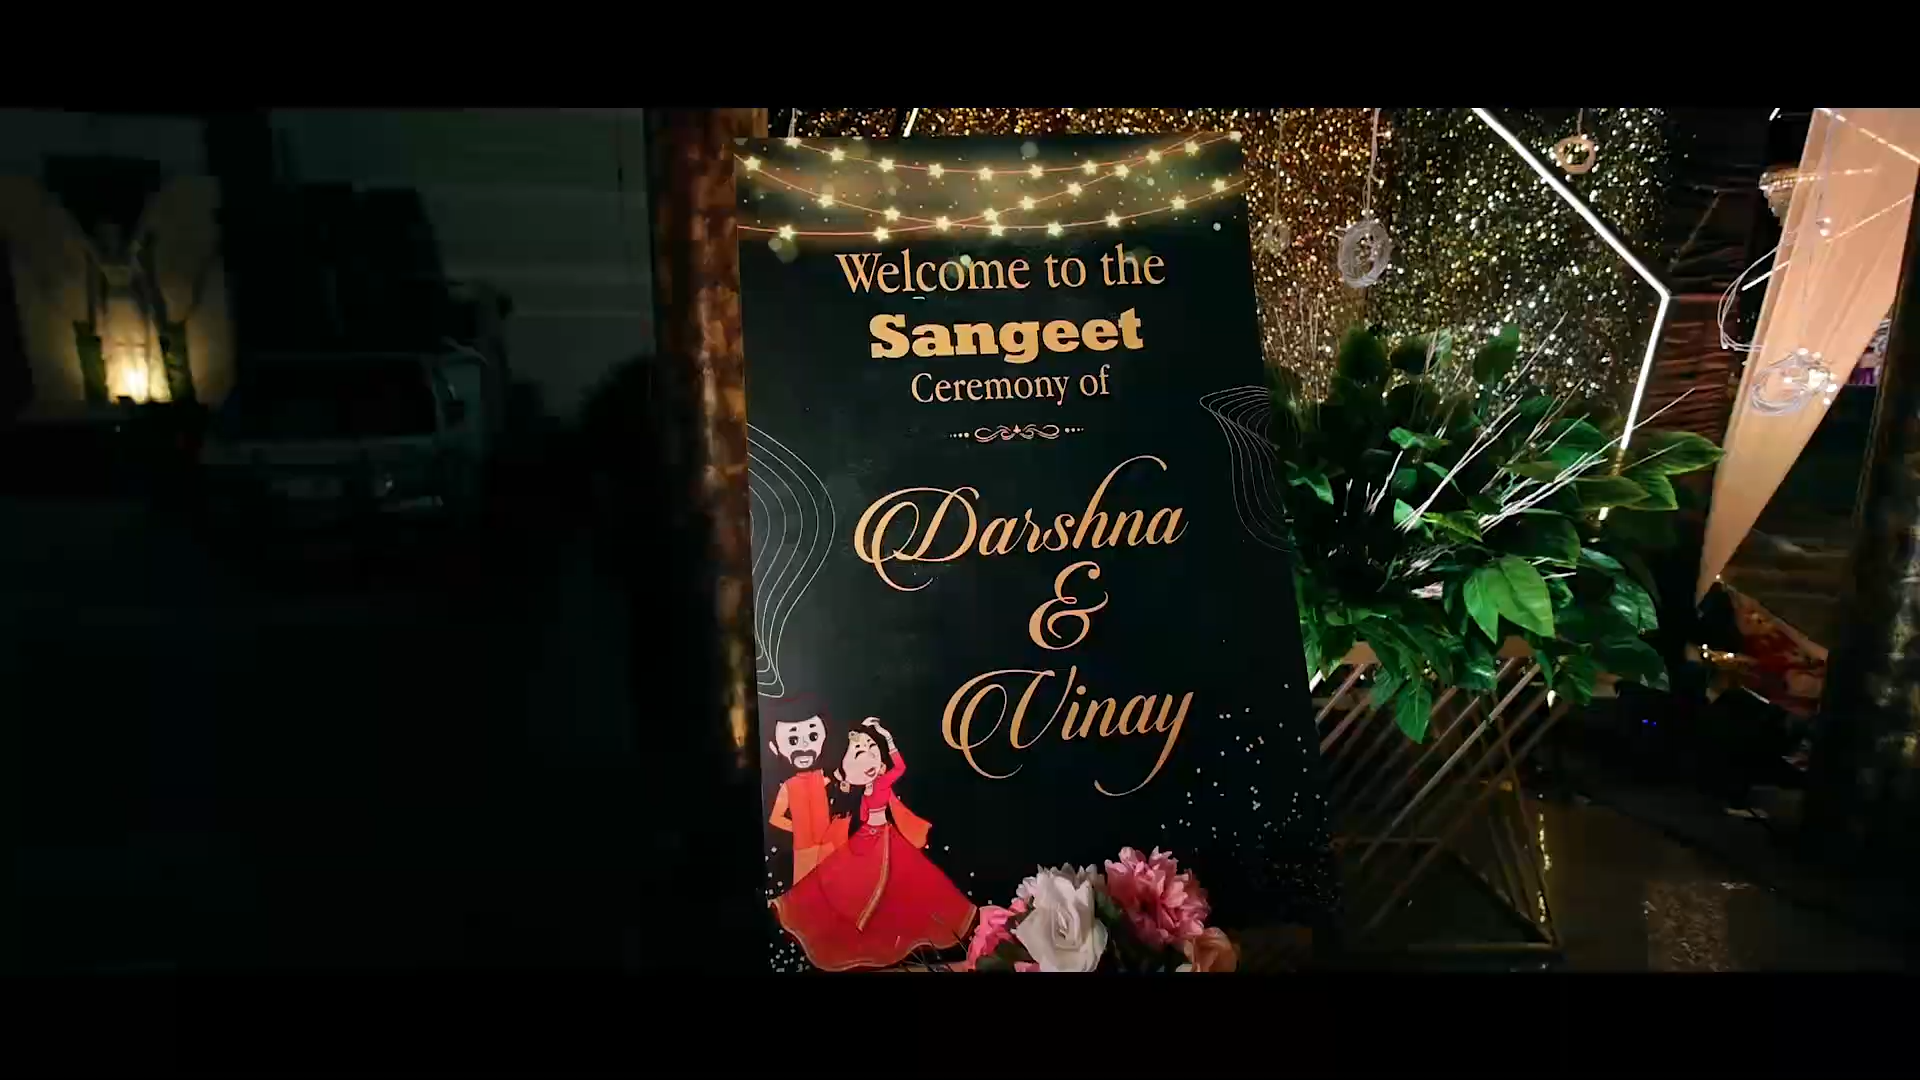 Welcome to the
Sangeet
Ceremony of
Darshna
&
Vinay